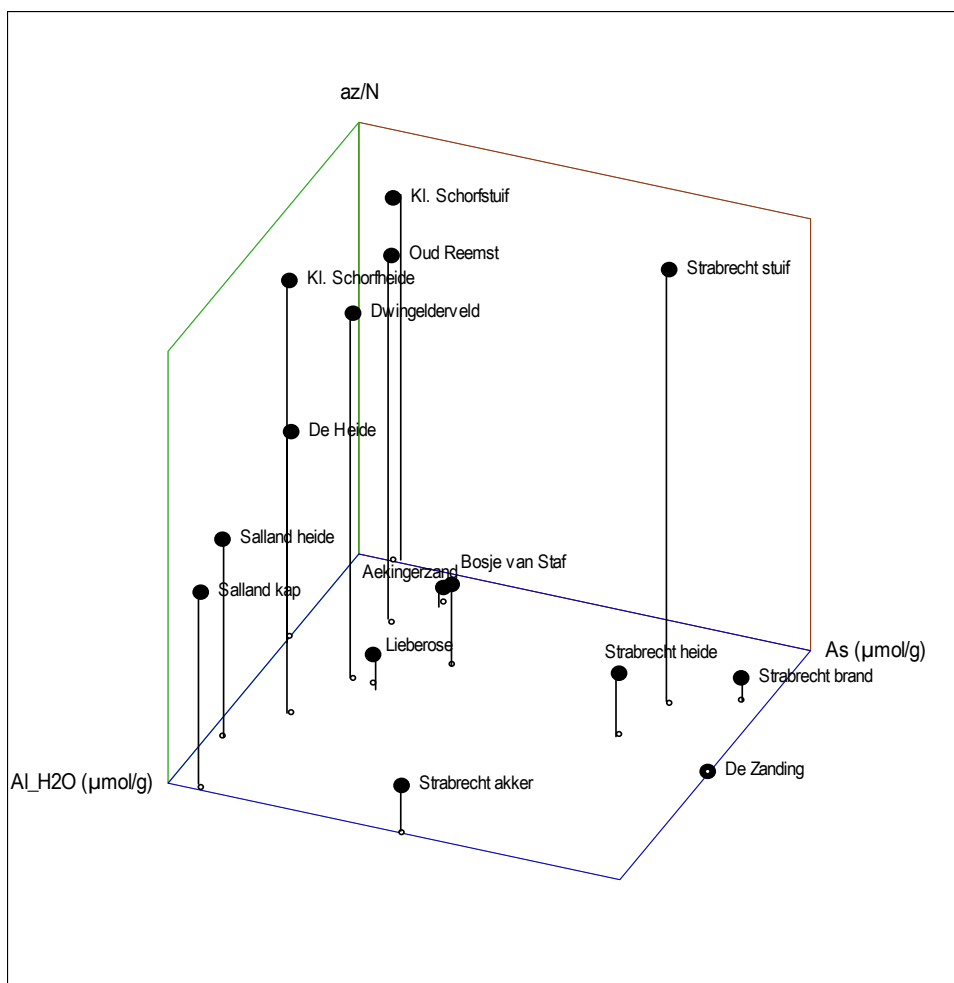 az/N
Kl. Schorfstuif
Oud Reemst
Strabrecht stuif
Kl. Schorfheide
Dwingelderveld
De Heide
Salland heide
Bosje van Staf
Aekingerzand
Salland kap
Lieberose
Strabrecht heide
As (µmol/g)
Strabrecht brand
De Zanding
Al_H2O (µmol/g)
Strabrecht akker